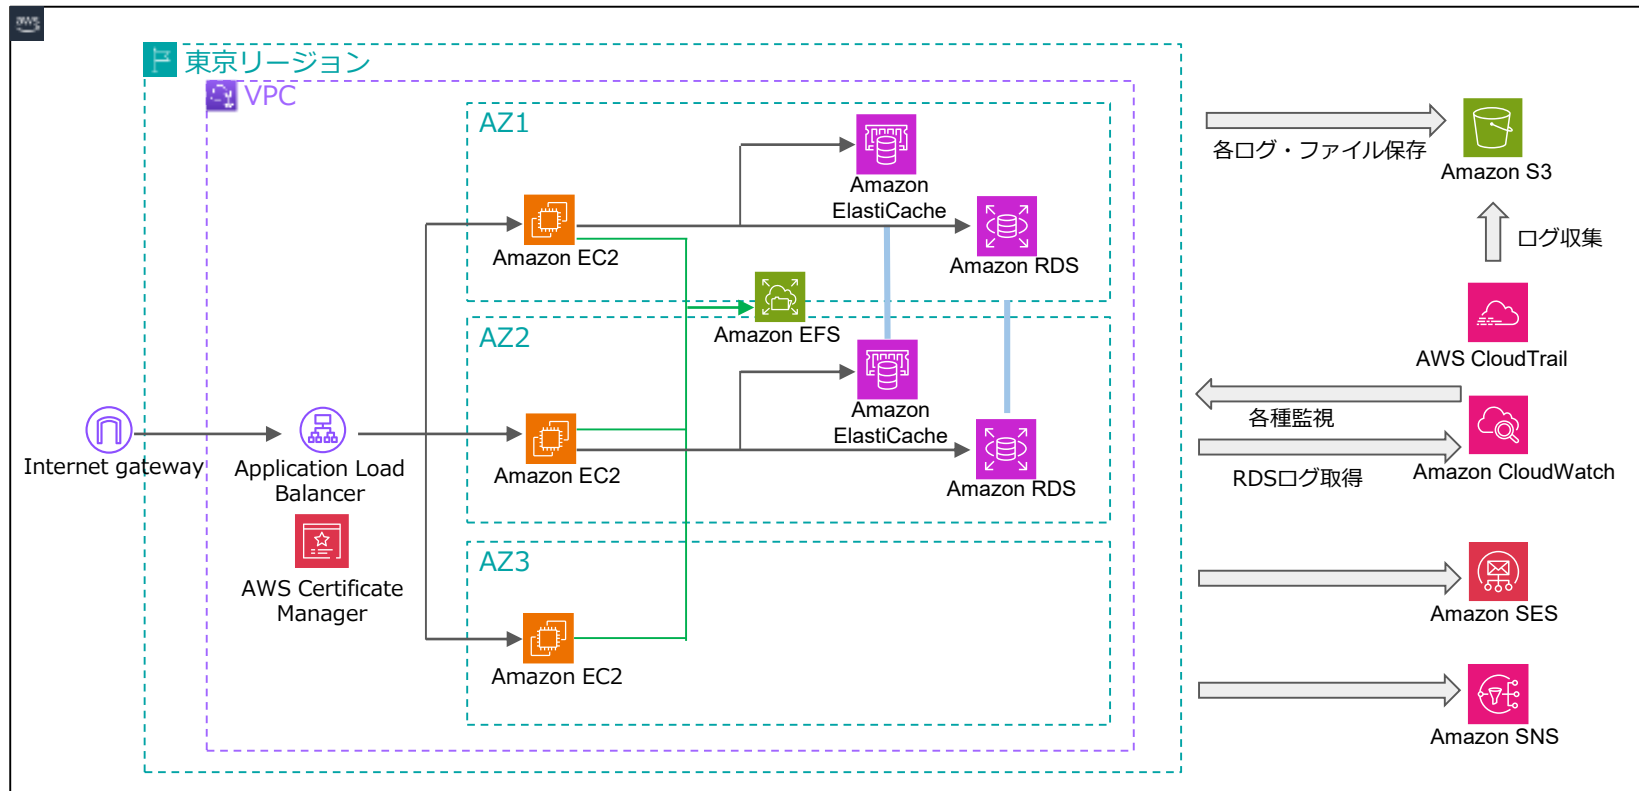 aws
東京リージョン
VPC
AZ1
Amazon
ElastiCache
Amazon EC2
Amazon RDS
Amazon EFS
AZ2
Amazon
ElastiCache
Amazon EC2
Amazon RDS
Internet gateway
Application Load
Balancer
AWS Certificate
Manager
AZ3
Amazon EC2
各ログ・ファイル保存
Amazon S3
ログ収集
AWS CloudTrail
各種監視
RDSログ取得
Amazon CloudWatch
Amazon SES
Amazon SNS